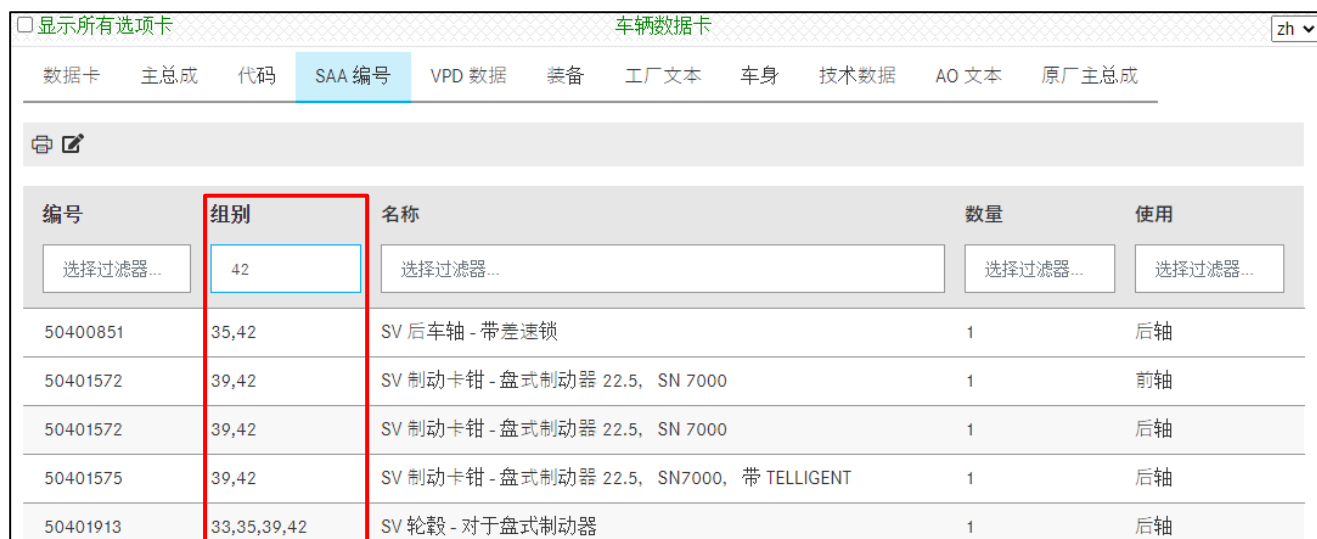 显示所有选项卡 车辆数据卡 zh
数据卡 主总成 代码 SAA 编号 VPD 数据 装备 工厂文本 车身 技术数据 AO 文本 原厂主总成
编号 组别 名称 数量 使用
选择过滤器... 42 选择过滤器... 选择过滤器... 选择过滤器...
50400851 35,42 SV 后车轴 - 带差速锁 1 后轴
50401572 39,42 SV 制动卡钳 - 盘式制动器 22.5, SN 7000 1 前轴
50401572 39,42 SV 制动卡钳 - 盘式制动器 22.5, SN 7000 1 后轴
50401575 39,42 SV 制动卡钳 - 盘式制动器 22.5, SN7000, 带 TELLIGENT 1 后轴
50401913 33,35,39,42 SV 轮毂 - 对于盘式制动器 1 后轴